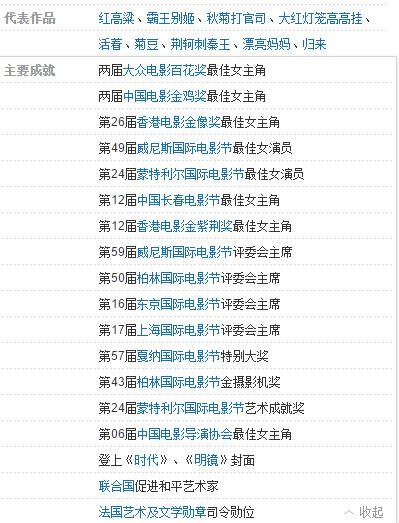 代表作品 红高粱、霸王别姬、秋菊打官司、大红灯笼高高挂、
活着、菊豆、荆轲刺秦王、漂亮妈妈、归来
主要成就 两届大众电影百花奖最佳女主角
两届中国电影金鸡奖最佳女主角
第26届香港电影金像奖最佳女主角
第49届威尼斯国际电影节最佳女演员
第24届蒙特利尔国际电影节最佳女演员
第12届中国长春电影节最佳女主角
第12届香港电影金紫荆奖最佳女主角
第59届威尼斯国际电影节评委会主席
第50届柏林国际电影节评委会主席
第16届东京国际电影节评委会主席
第17届上海国际电影节评委会主席
第57届戛纳国际电影节特别大奖
第43届柏林国际电影节金摄影机奖
第24届蒙特利尔国际电影节艺术成就奖
第06届中国电影导演协会最佳女主角
登上《时代》、《明镜》封面
联合国促进和平艺术家
法国艺术及文学勋章司令勋位 收起